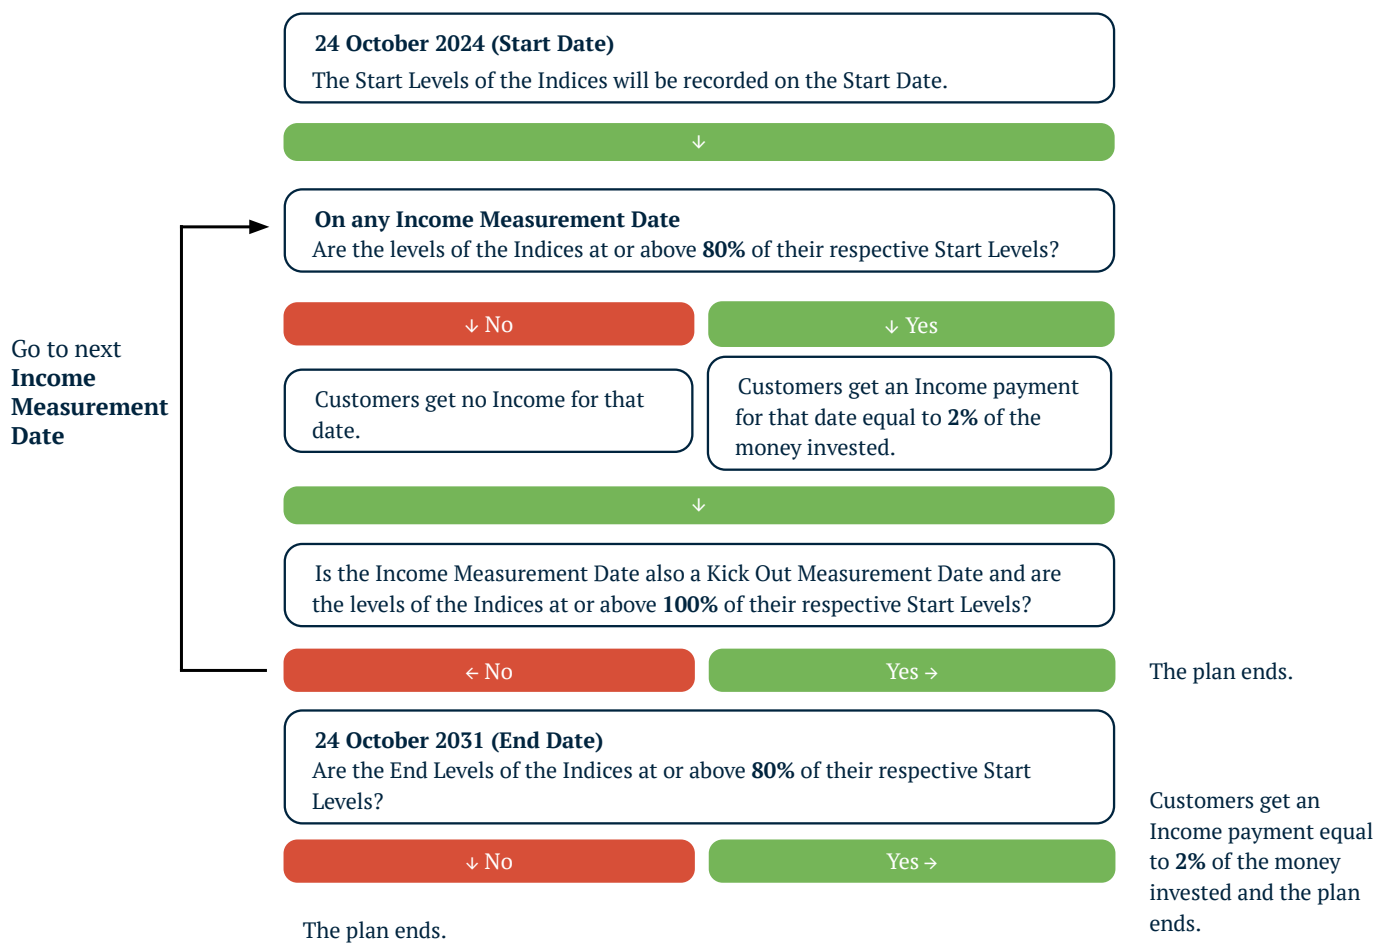 24 October 2024 (Start Date)
The Start Levels of the Indices will be recorded on the Start Date.
↓
On any Income Measurement Date
Are the levels of the Indices at or above 80% of their respective Start Levels?
↓ No
↓ Yes
Go to next
Income
Measurement
Date
Customers get no Income for that
date.
Customers get an Income payment
for that date equal to 2% of the
money invested.
↓
Is the Income Measurement Date also a Kick Out Measurement Date and are
the levels of the Indices at or above 100% of their respective Start Levels?
← No
Yes →
The plan ends.
24 October 2031 (End Date)
Are the End Levels of the Indices at or above 80% of their respective Start
Levels?
↓ No
Yes →
Customers get an
Income payment equal
to 2% of the money
invested and the plan
ends.
The plan ends.